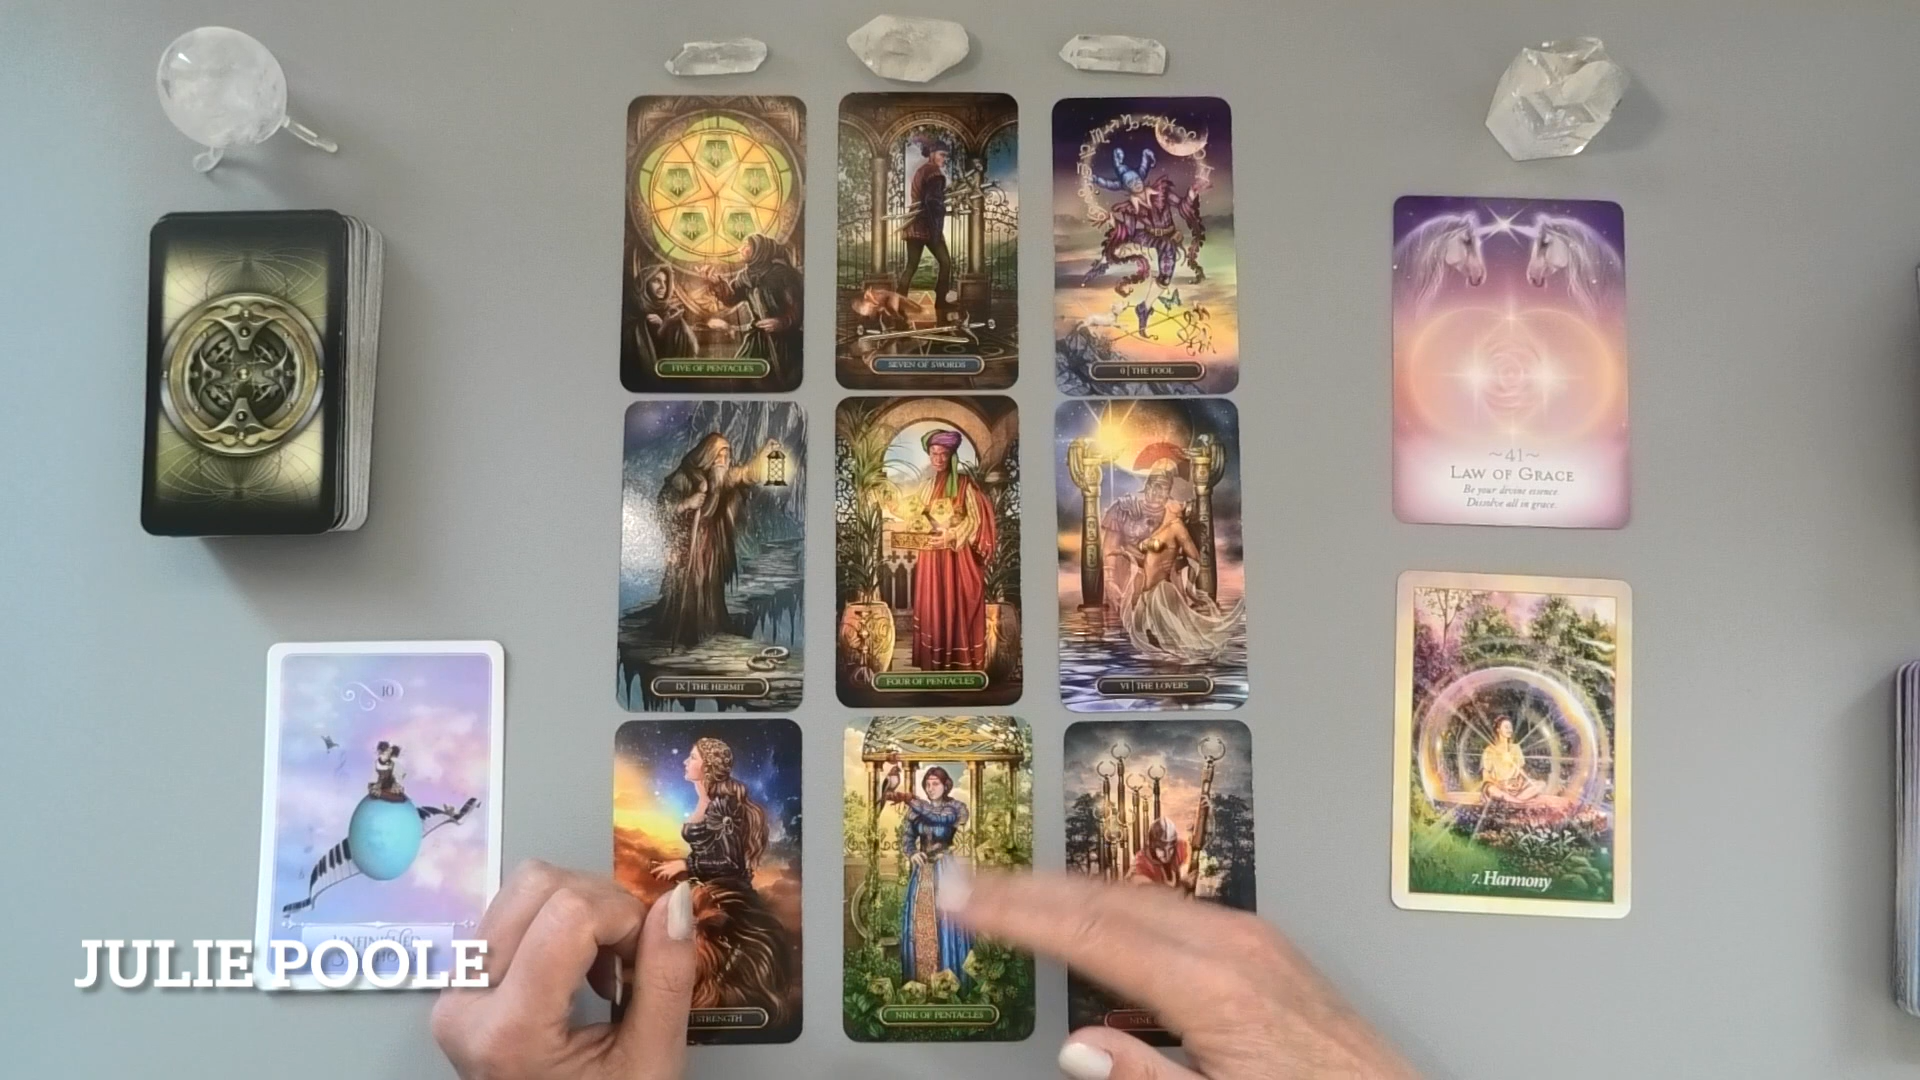 FIVE OF PENTACLES
SEVEN OF SWORDS
0 | THE FOOL
~41~
LAW OF GRACE
Be your divine essence
Dissolve all in grace.
IX | THE HERMIT
FOUR OF PENTACLES
VI | THE LOVERS
10
7. Harmony
UNFINISHED
JULIE POOLE
STRENGTH
NINE OF PENTACLES
NINE